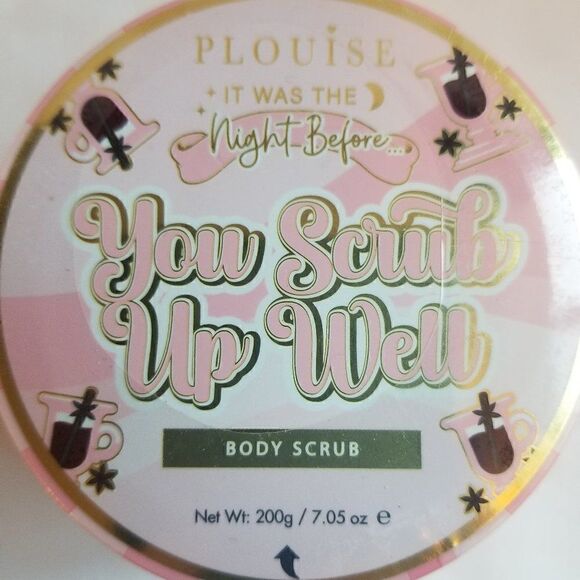 PLOUISE
IT WAS THE
Night Before...
You Scrub
Up Well
BODY SCRUB
Net Wt: 200g / 7.05 oz ℮